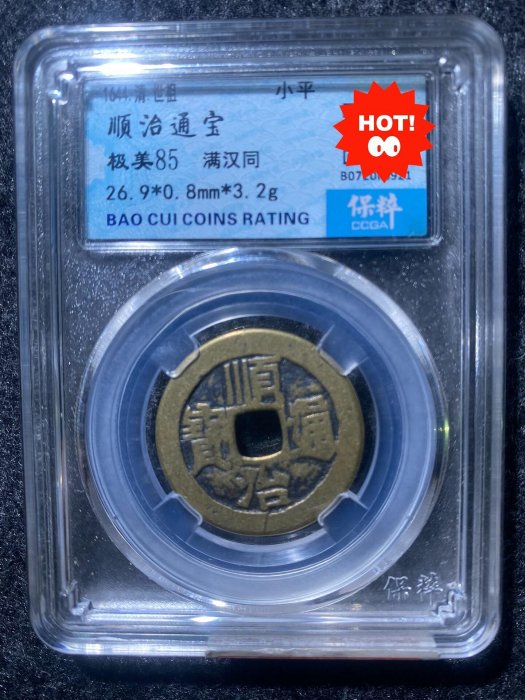 1644.清.世祖 小平
顺治通宝
极美85 满汉同
26.9*0.8mm*3.2g
BAO CUI COINS RATING
HOT!
保粹
CCGA
順治通寳
保粹